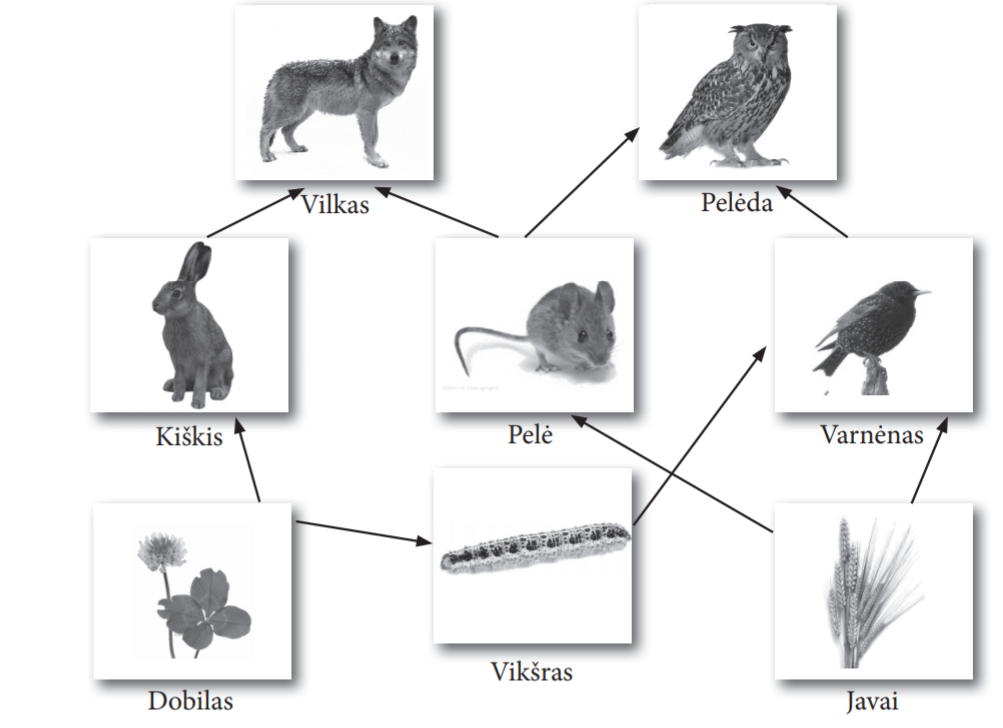 Vilkas
Pelėda
Kiškis
Pelė
Varnėnas
Vikšras
Dobilas
Javai